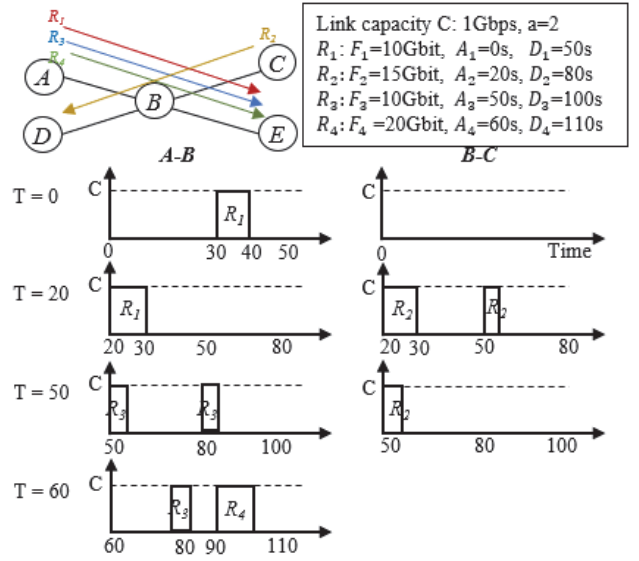 R₁
R₃
R₄
R₂
A
B
C
D
E
Link capacity C: 1Gbps, a=2
R₁: F₁=10Gbit, A₁=0s, D₁=50s
R₂: F₂=15Gbit, A₂=20s, D₂=80s
R₃: F₃=10Gbit, A₃=50s, D₃=100s
R₄: F₄ =20Gbit, A₄=60s, D₄=110s
A-B B-C
T = 0 C R₁ C
0 30 40 50 0 Time
T = 20 C R₁ C R₂ R₂
20 30 50 80 20 30 50 80
T = 50 C R₃ R₃ C R₂
50 80 100 50 80 100
T = 60 C R₃ R₄
60 80 90 110